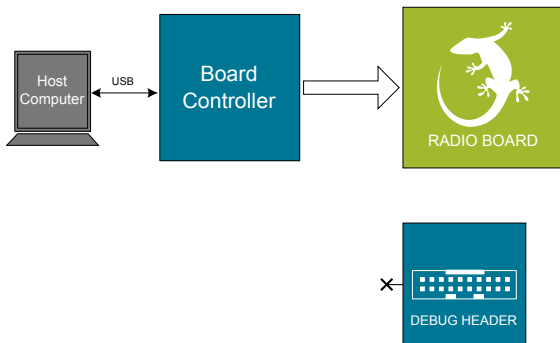 Host
Computer
USB
Board
Controller
RADIO BOARD
DEBUG HEADER